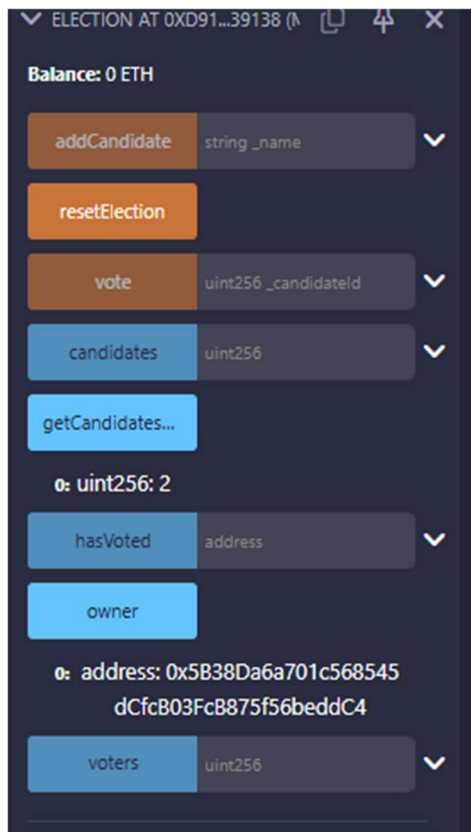 ELECTION AT 0XD91...39138 (M
Balance: 0 ETH
addCandidate string _name
resetElection
vote uint256 _candidateId
candidates uint256
getCandidates...
0: uint256: 2
hasVoted address
owner
0: address: 0x5B38Da6a701c568545
dCfcB03FcB875f56beddC4
voters uint256